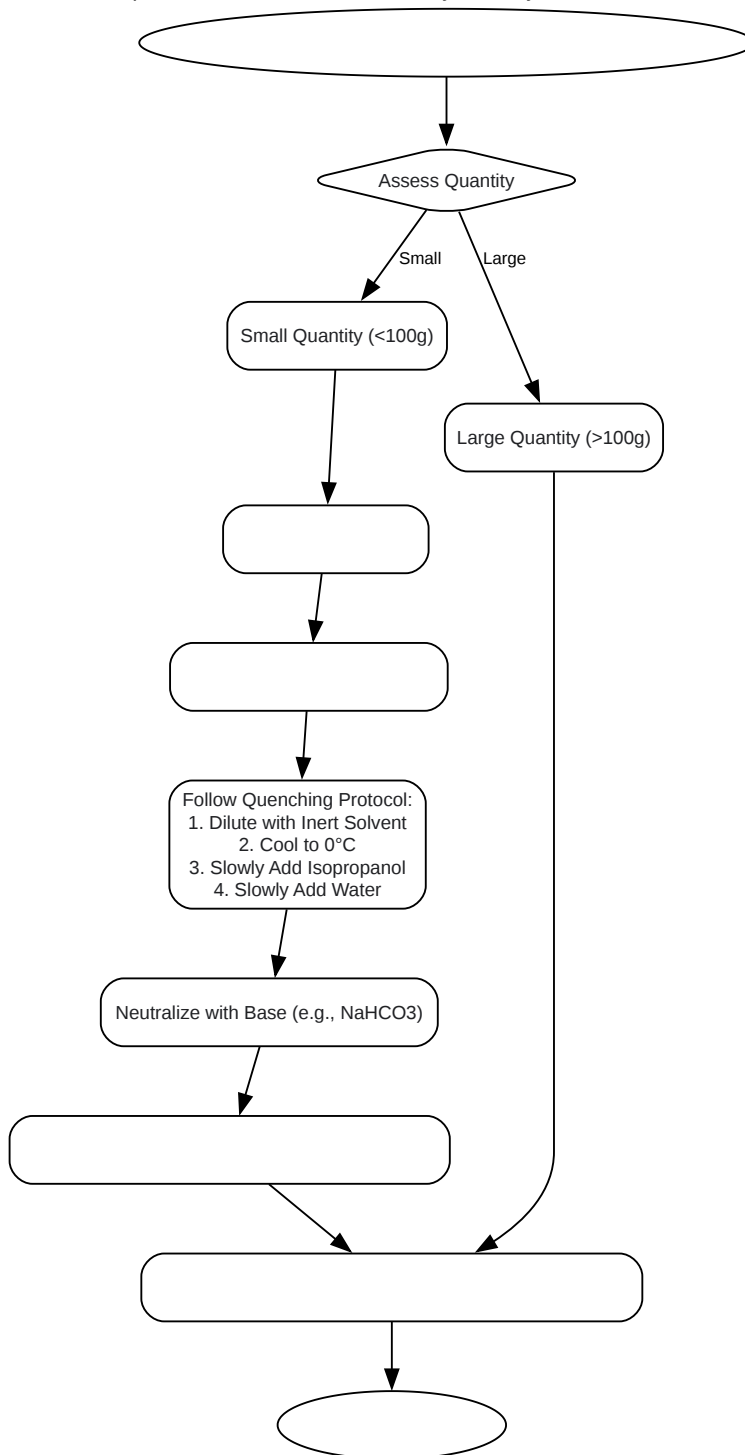 Assess Quantity
Small
Large
Small Quantity (<100g)
Large Quantity (>100g)
Follow Quenching Protocol:
1. Dilute with Inert Solvent
2. Cool to 0°C
3. Slowly Add Isopropanol
4. Slowly Add Water
Neutralize with Base (e.g., NaHCO3)